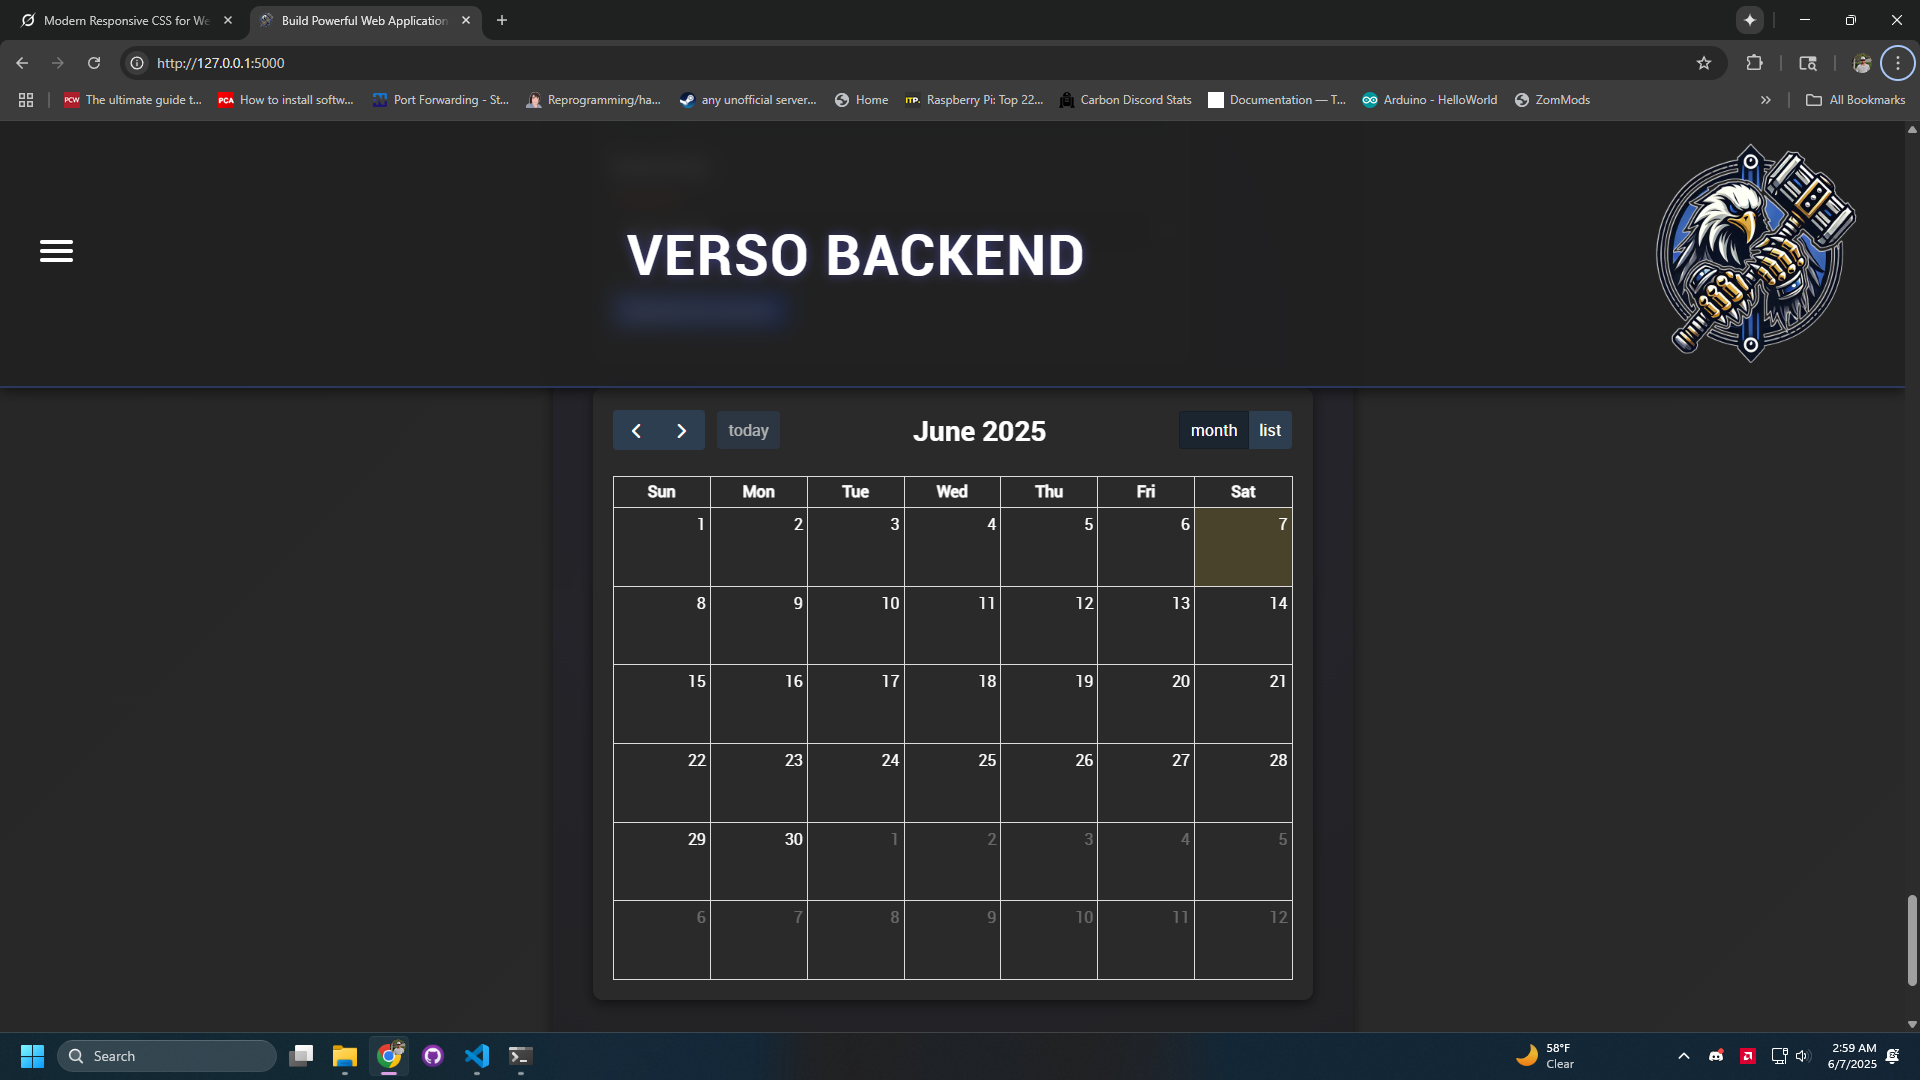 Modern Responsive CSS for We
Build Powerful Web Application
http://127.0.0.1:5000
PCW The ultimate guide t...
PCA How to install softw...
Port Forwarding - St...
Reprogramming/ha...
any unofficial server...
Home
ITP. Raspberry Pi: Top 22...
Carbon Discord Stats
Documentation — T...
Arduino - HelloWorld
ZomMods
»
All Bookmarks
VERSO BACKEND
today
June 2025
month list
Sun Mon Tue Wed Thu Fri Sat
1 2 3 4 5 6 7
8 9 10 11 12 13 14
15 16 17 18 19 20 21
22 23 24 25 26 27 28
29 30 1 2 3 4 5
6 7 8 9 10 11 12
Search
58°F
Clear
2:59 AM
6/7/2025